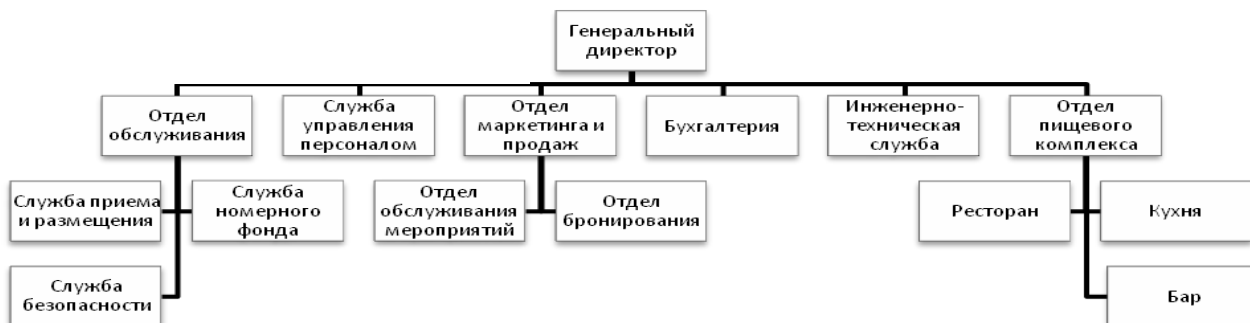 Генеральный
директор
Отдел
обслуживания
Служба
управления
персоналом
Отдел
маркетинга и
продаж
Бухгалтерия
Инженерно-
техническая
служба
Отдел
пищевого
комплекса
Служба приема
и размещения
Служба
номерного
фонда
Отдел
обслуживания
мероприятий
Отдел
бронирования
Ресторан
Кухня
Служба
безопасности
Бар